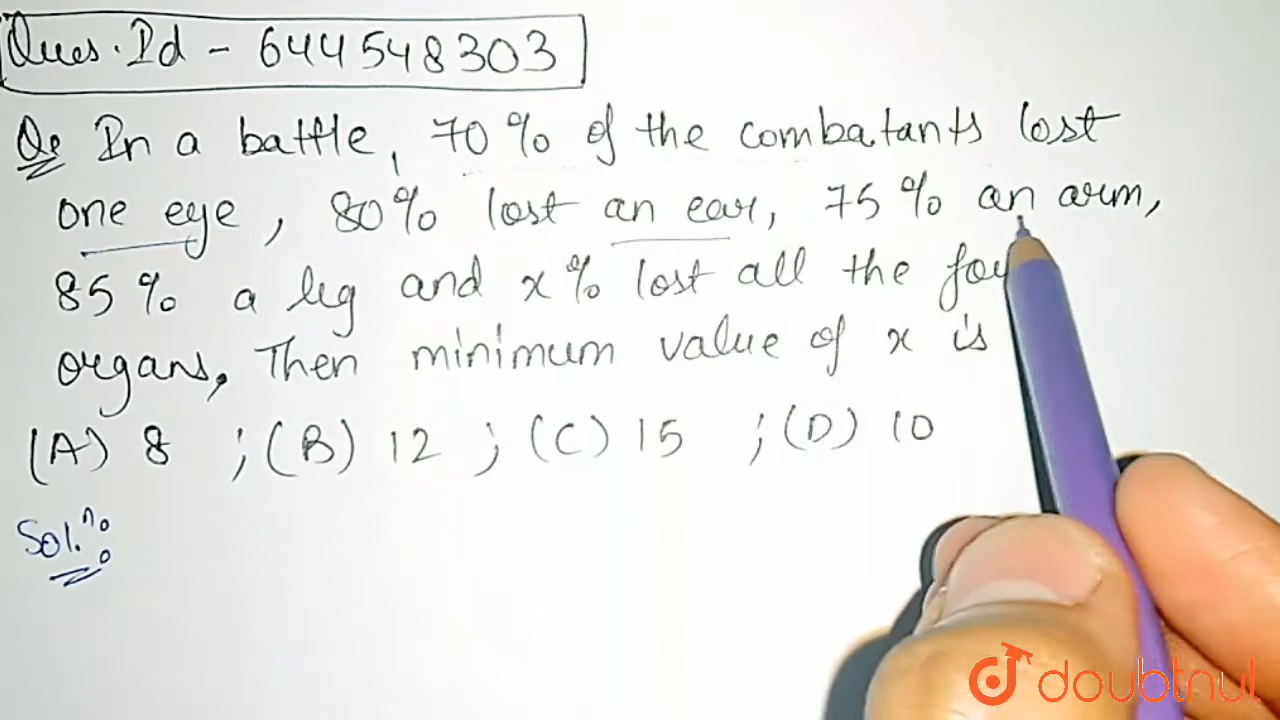 Ques. Id - 644548303
Q. In a battle, 70% of the combatants lost
one eye, 80% lost an ear, 75% an arm,
85% a leg and x% lost all the
organs, Then minimum value of x is
(A) 8 ; (B) 12 ; (C) 15 ; (D) 10
Sol.n
doubtnut